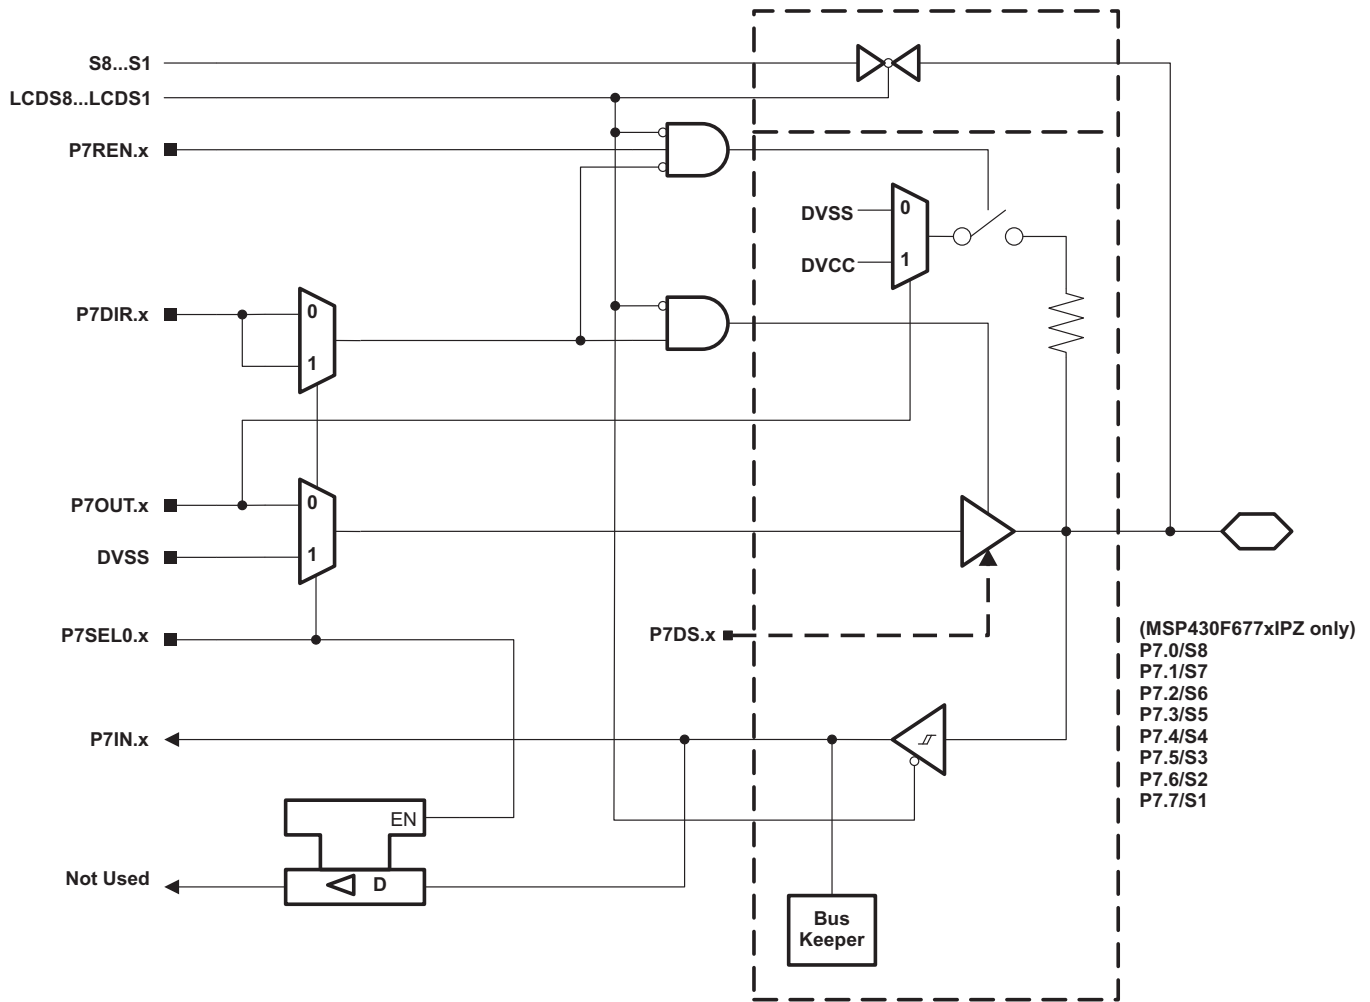 S8...S1
LCDS8...LCDS1
P7REN.x
DVSS
0
DVCC
1
P7DIR.x
0
1
P7OUT.x
0
DVSS
1
P7SEL0.x
P7DS.x
(MSP430F677xIPZ only)
P7.0/S8
P7.1/S7
P7.2/S6
P7.3/S5
P7.4/S4
P7.5/S3
P7.6/S2
P7.7/S1
P7IN.x
EN
Not Used
D
Bus
Keeper